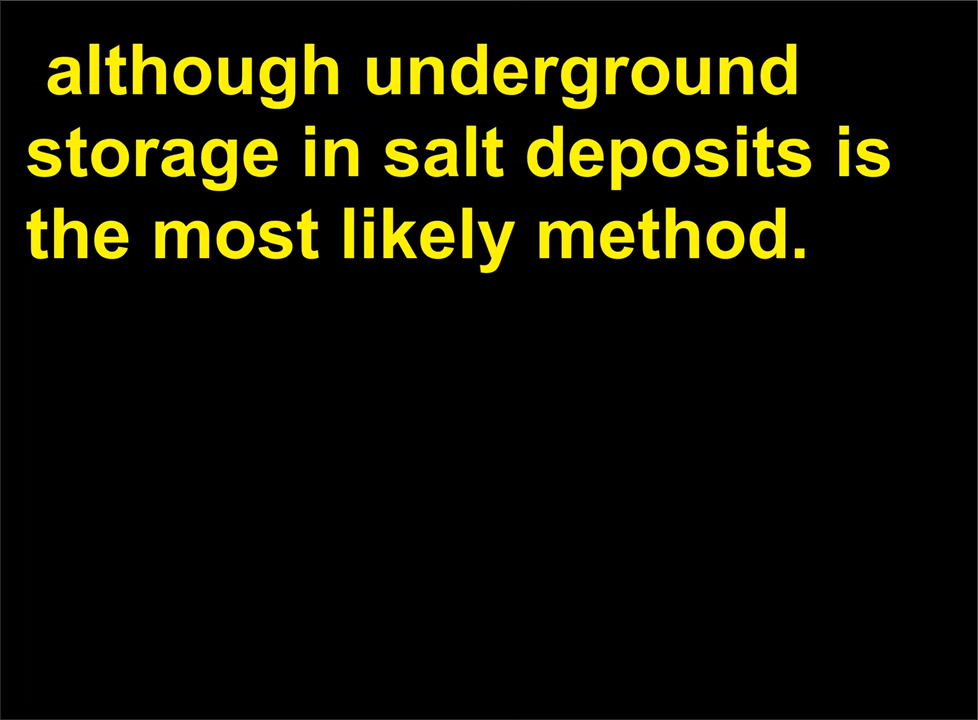 although underground
storage in salt deposits is
the most likely method.